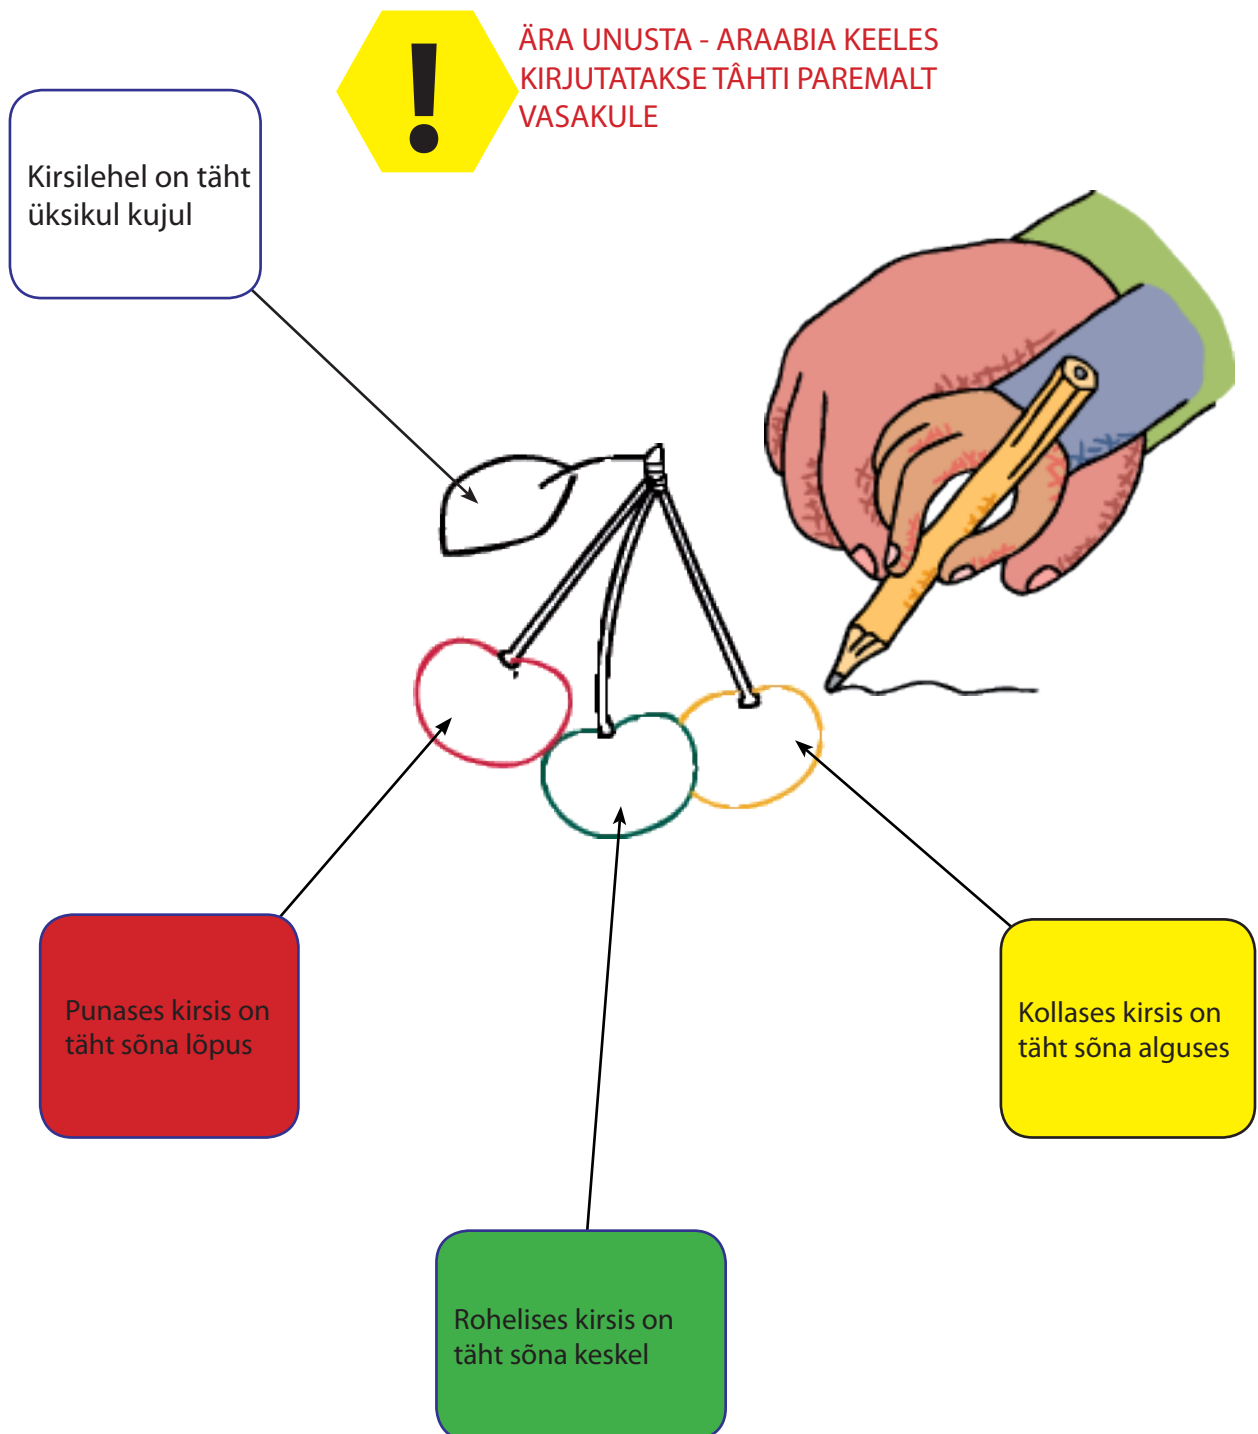 !
ÄRA UNUSTA - ARAABIA KEELES
KIRJUTATAKSE TÂHTI PAREMALT
VASAKULE
Kirsilehel on täht
üksikul kujul
Punases kirsis on
täht sõna lõpus
Kollases kirsis on
täht sõna alguses
Rohelises kirsis on
täht sõna keskel